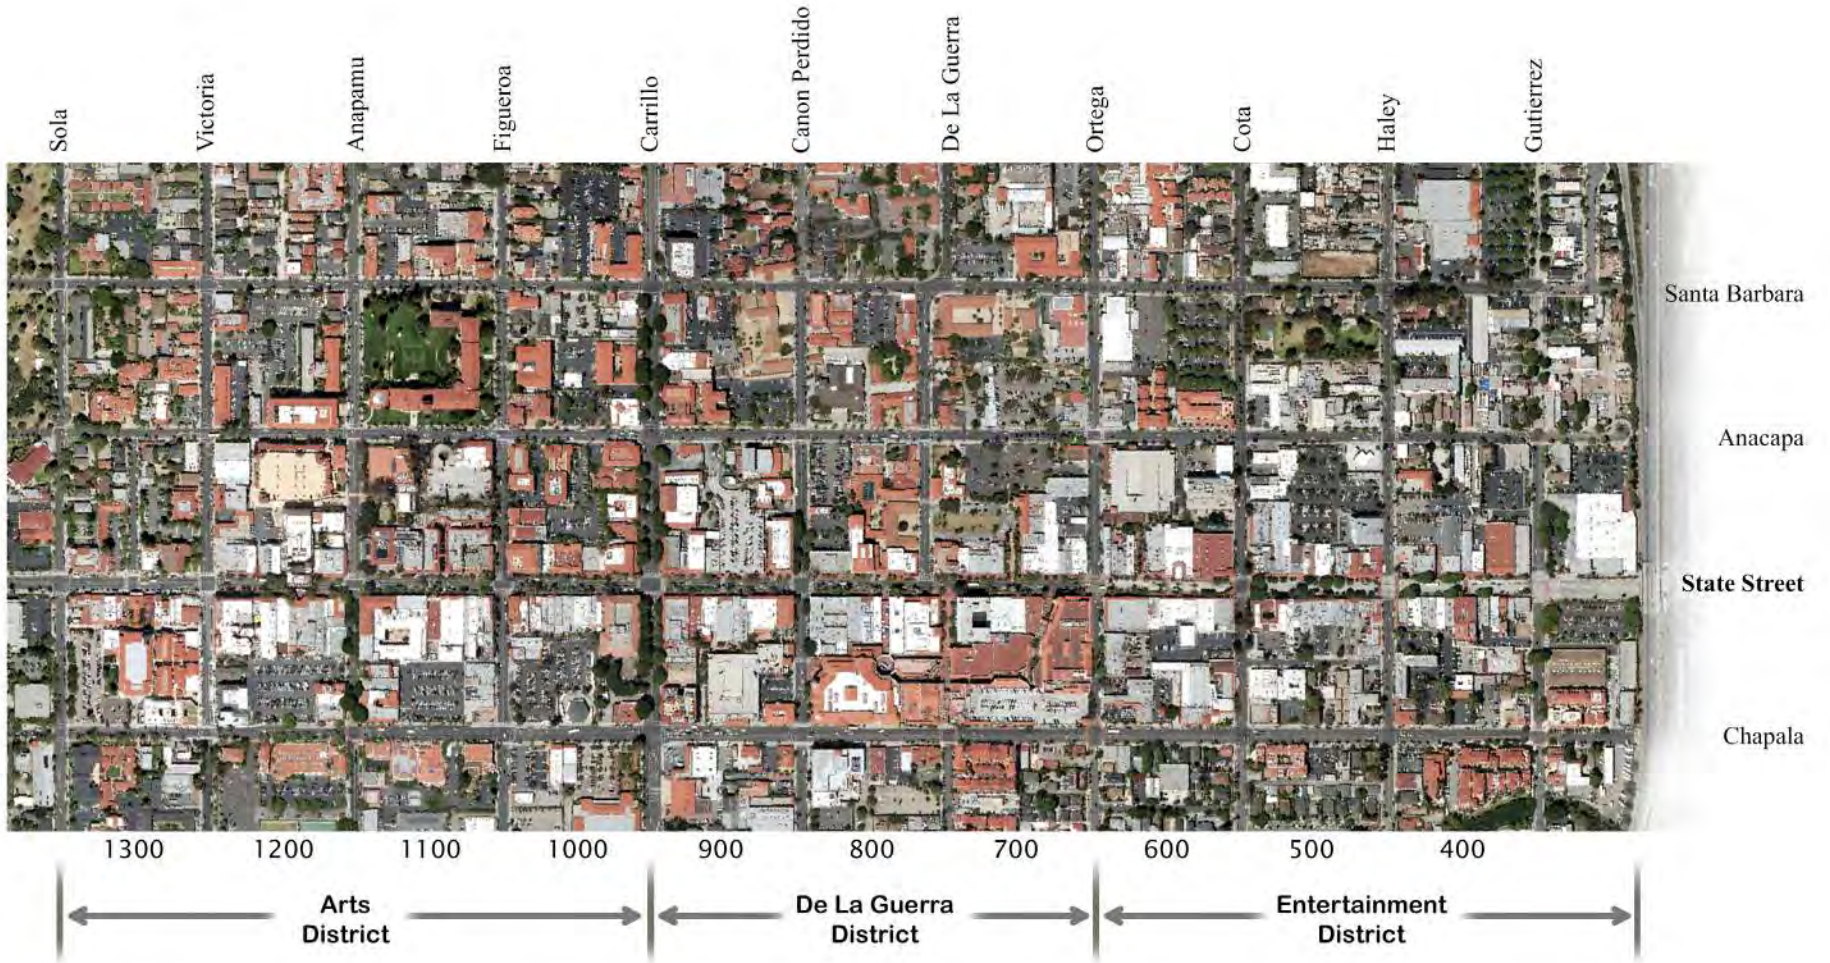 Sola
Victoria
Anapamu
Figueroa
Carrillo
Canon Perdido
De La Guerra
Ortega
Cota
Haley
Gutierrez
Santa Barbara
Anacapa
State Street
Chapala
1300 1200 1100 1000 900 800 700 600 500 400
Arts
District
De La Guerra
District
Entertainment
District